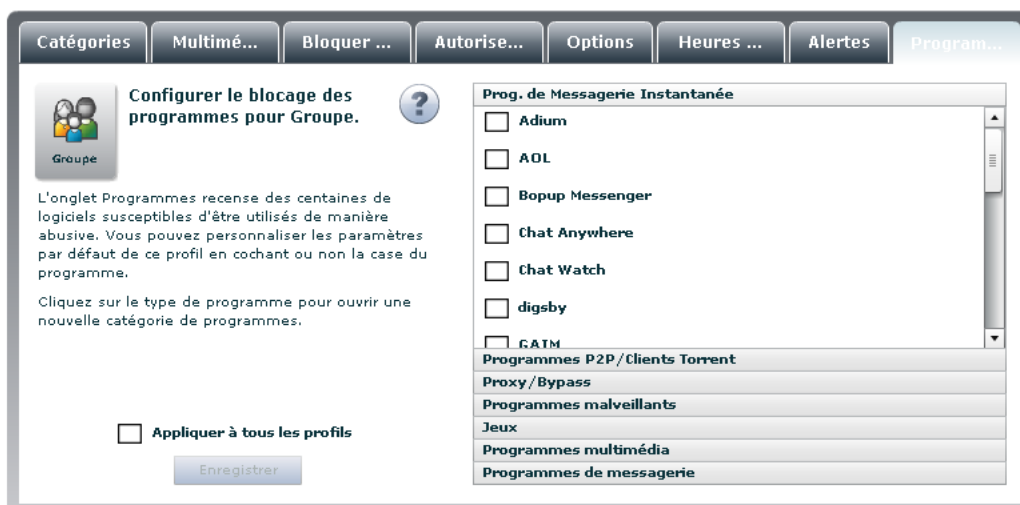 Catégories
Multimé...
Bloquer ...
Autorise...
Options
Heures ...
Alertes
Program...
Configurer le blocage des
programmes pour Groupe.
?
Groupe
L'onglet Programmes recense des centaines de
logiciels susceptibles d'être utilisés de manière
abusive. Vous pouvez personnaliser les paramètres
par défaut de ce profil en cochant ou non la case du
programme.
Cliquez sur le type de programme pour ouvrir une
nouvelle catégorie de programmes.
Appliquer à tous les profils
Enregistrer
Prog. de Messagerie Instantanée
Adium
AOL
Bopup Messenger
Chat Anywhere
Chat Watch
digsby
GAIM
Programmes P2P/Clients Torrent
Proxy/Bypass
Programmes malveillants
Jeux
Programmes multimédia
Programmes de messagerie